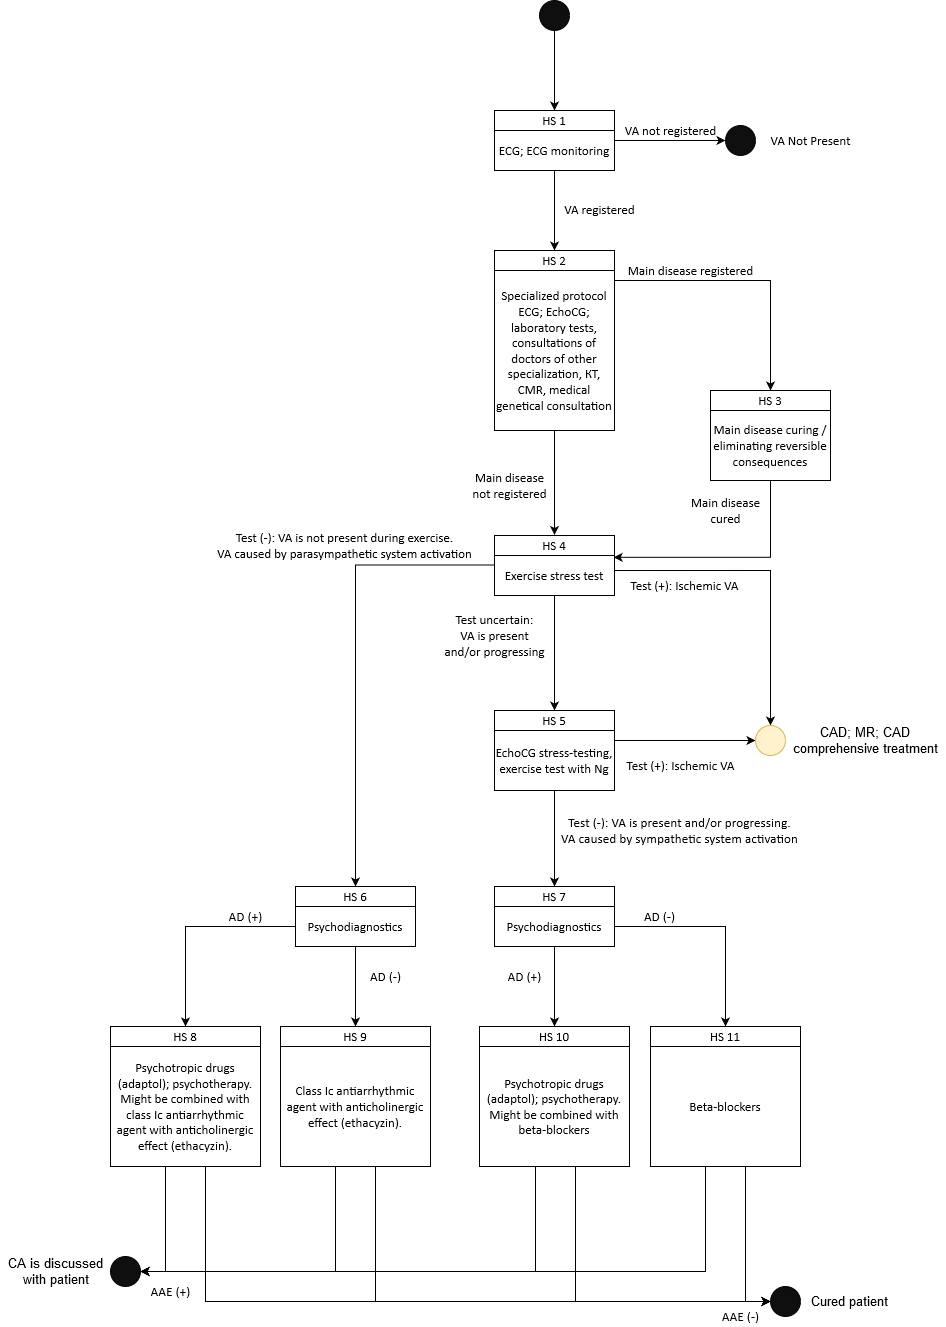 HS 1
ECG; ECG monitoring
VA not registered
VA Not Present
VA registered
HS 2
Specialized protocol
ECG; EchoCG;
laboratory tests,
consultations of
doctors of other
specialization, KT,
CMR, medical
genetical consultation
Main disease registered
HS 3
Main disease curing /
eliminating reversible
consequences
Main disease
not registered
Main disease
cured
Test (-): VA is not present during exercise.
VA caused by parasympathetic system activation
HS 4
Exercise stress test
Test (+): Ischemic VA
Test uncertain:
VA is present
and/or progressing
HS 5
EchoCG stress-testing,
exercise test with Ng
Test (+): Ischemic VA
CAD; MR; CAD
comprehensive treatment
Test (-): VA is present and/or progressing.
VA caused by sympathetic system activation
HS 6
Psychodiagnostics
HS 7
Psychodiagnostics
AD (+)
AD (-)
AD (+)
AD (-)
HS 8
Psychotropic drugs
(adaptol); psychotherapy.
Might be combined with
class Ic antiarrhythmic
agent with anticholinergic
effect (ethacyzin).
HS 9
Class Ic antiarrhythmic
agent with anticholinergic
effect (ethacyzin).
HS 10
Psychotropic drugs
(adaptol); psychotherapy.
Might be combined with
beta-blockers
HS 11
Beta-blockers
CA is discussed
with patient
AAE (+)
Cured patient
AAE (-)